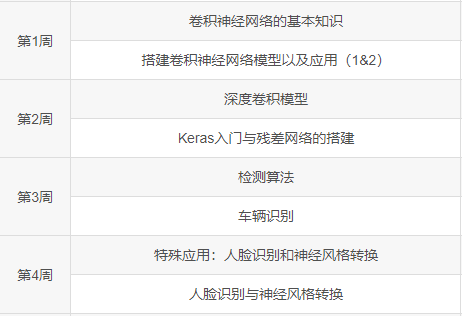 第1周
卷积神经网络的基本知识
搭建卷积神经网络模型以及应用（1&2）
第2周
深度卷积模型
Keras入门与残差网络的搭建
第3周
检测算法
车辆识别
第4周
特殊应用：人脸识别和神经风格转换
人脸识别与神经风格转换